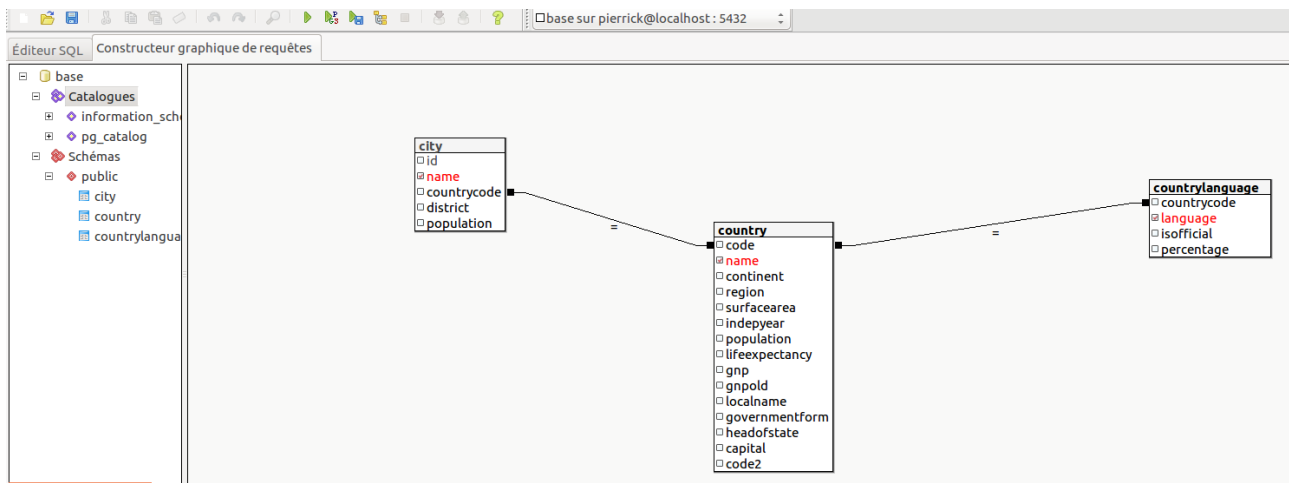 base sur pierrick@localhost : 5432
Éditeur SQL
Constructeur graphique de requêtes
base
Catalogues
information_sch
pg_catalog
Schémas
public
city
country
countrylangua
city
id
name
countrycode
district
population
=
country
code
name
continent
region
surfacearea
indepyear
population
lifeexpectancy
gnp
gnpold
localname
governmentform
headofstate
capital
code2
=
countrylanguage
countrycode
language
isofficial
percentage